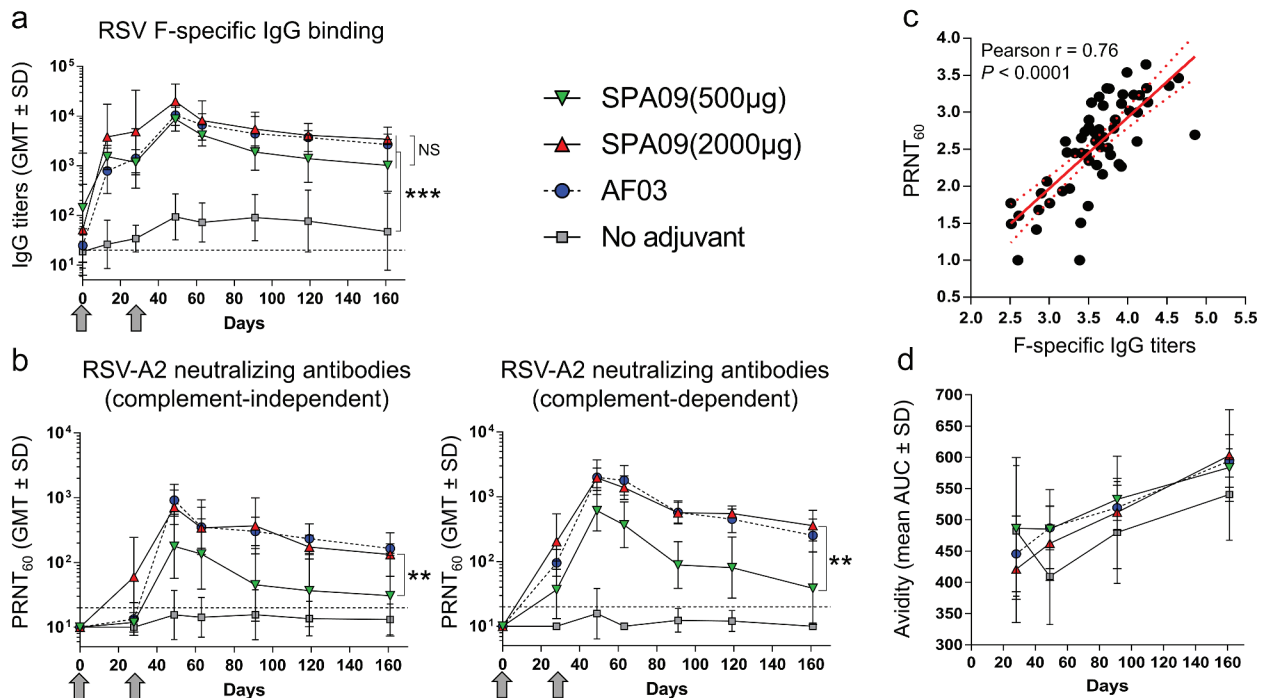 a
RSV F-specific IgG binding
IgG titers (GMT ± SD)
10⁵
10⁴
10³
10²
10¹
0 20 40 60 80 100 120 140 160
Days
NS
***
SPA09(500µg)
SPA09(2000µg)
AF03
No adjuvant
c
Pearson r = 0.76
P < 0.0001
PRNT₆₀
4.0
3.5
3.0
2.5
2.0
1.5
1.0
0.5
2.0 2.5 3.0 3.5 4.0 4.5 5.0 5.5
F-specific IgG titers
b
RSV-A2 neutralizing antibodies
(complement-independent)
PRNT₆₀ (GMT ± SD)
10⁴
10³
10²
10¹
0 20 40 60 80 100 120 140 160
Days
**
RSV-A2 neutralizing antibodies
(complement-dependent)
PRNT₆₀ (GMT ± SD)
10⁴
10³
10²
10¹
0 20 40 60 80 100 120 140 160
Days
**
d
Avidity (mean AUC ± SD)
700
650
600
550
500
450
400
350
300
0 20 40 60 80 100 120 140 160
Days